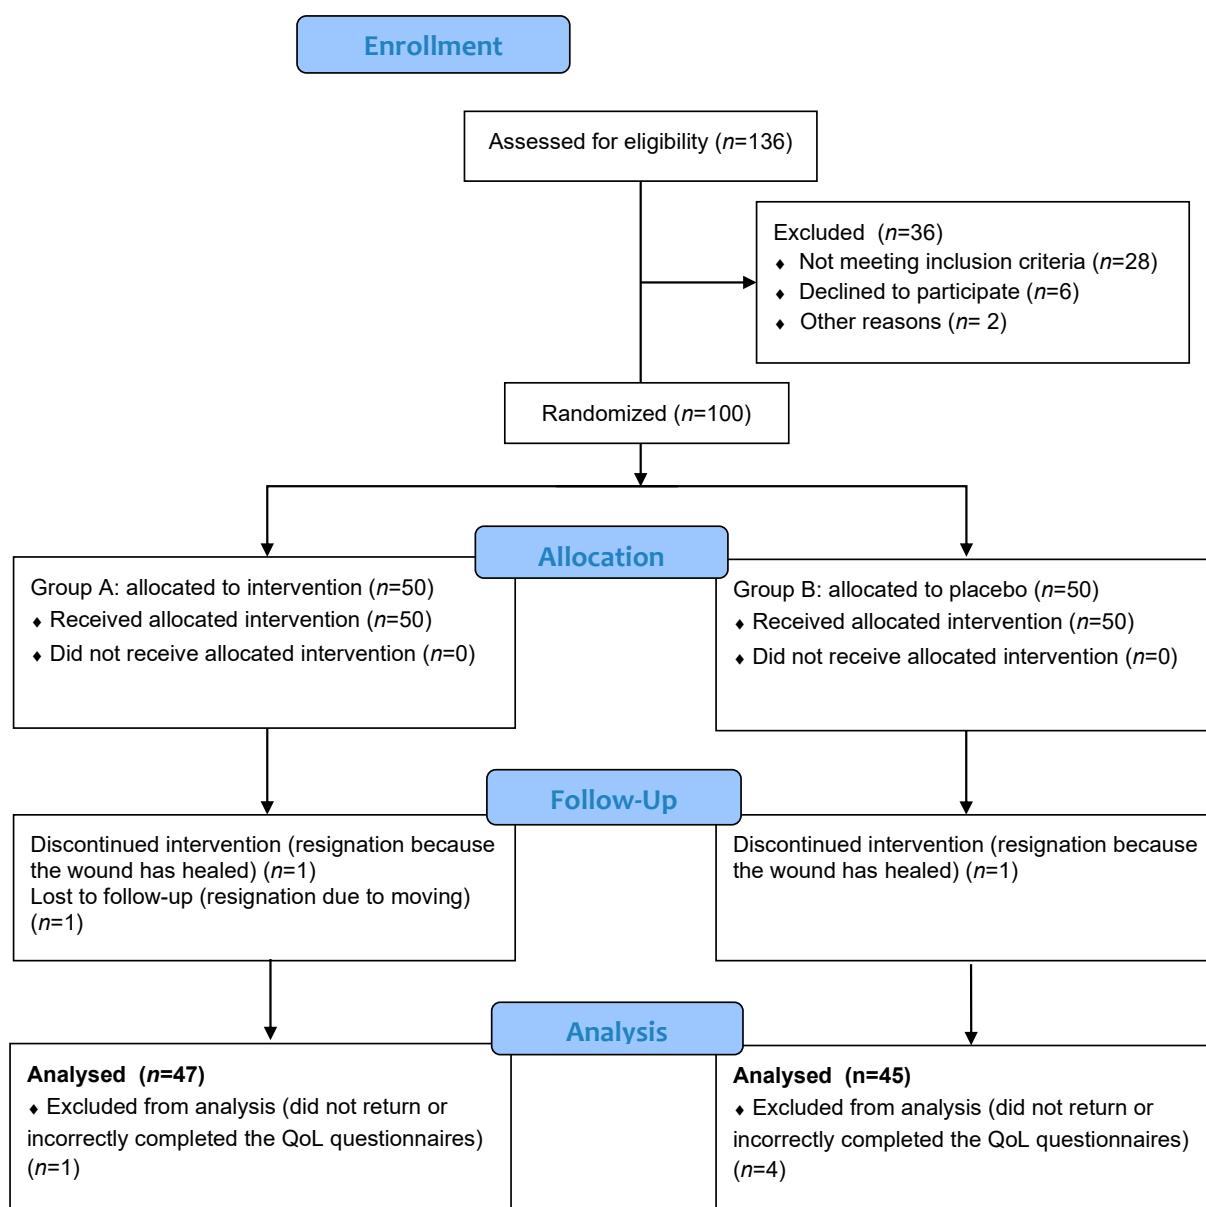 Enrollment
Assessed for eligibility (n=136)
Excluded (n=36)
♦ Not meeting inclusion criteria (n=28)
♦ Declined to participate (n=6)
♦ Other reasons (n= 2)
Randomized (n=100)
Allocation
Group A: allocated to intervention (n=50)
♦ Received allocated intervention (n=50)
♦ Did not receive allocated intervention (n=0)
Group B: allocated to placebo (n=50)
♦ Received allocated intervention (n=50)
♦ Did not receive allocated intervention (n=0)
Follow-Up
Discontinued intervention (resignation because
the wound has healed) (n=1)
Lost to follow-up (resignation due to moving)
(n=1)
Discontinued intervention (resignation because
the wound has healed) (n=1)
Analysis
Analysed (n=47)
♦ Excluded from analysis (did not return or
incorrectly completed the QoL questionnaires)
(n=1)
Analysed (n=45)
♦ Excluded from analysis (did not return or
incorrectly completed the QoL questionnaires)
(n=4)